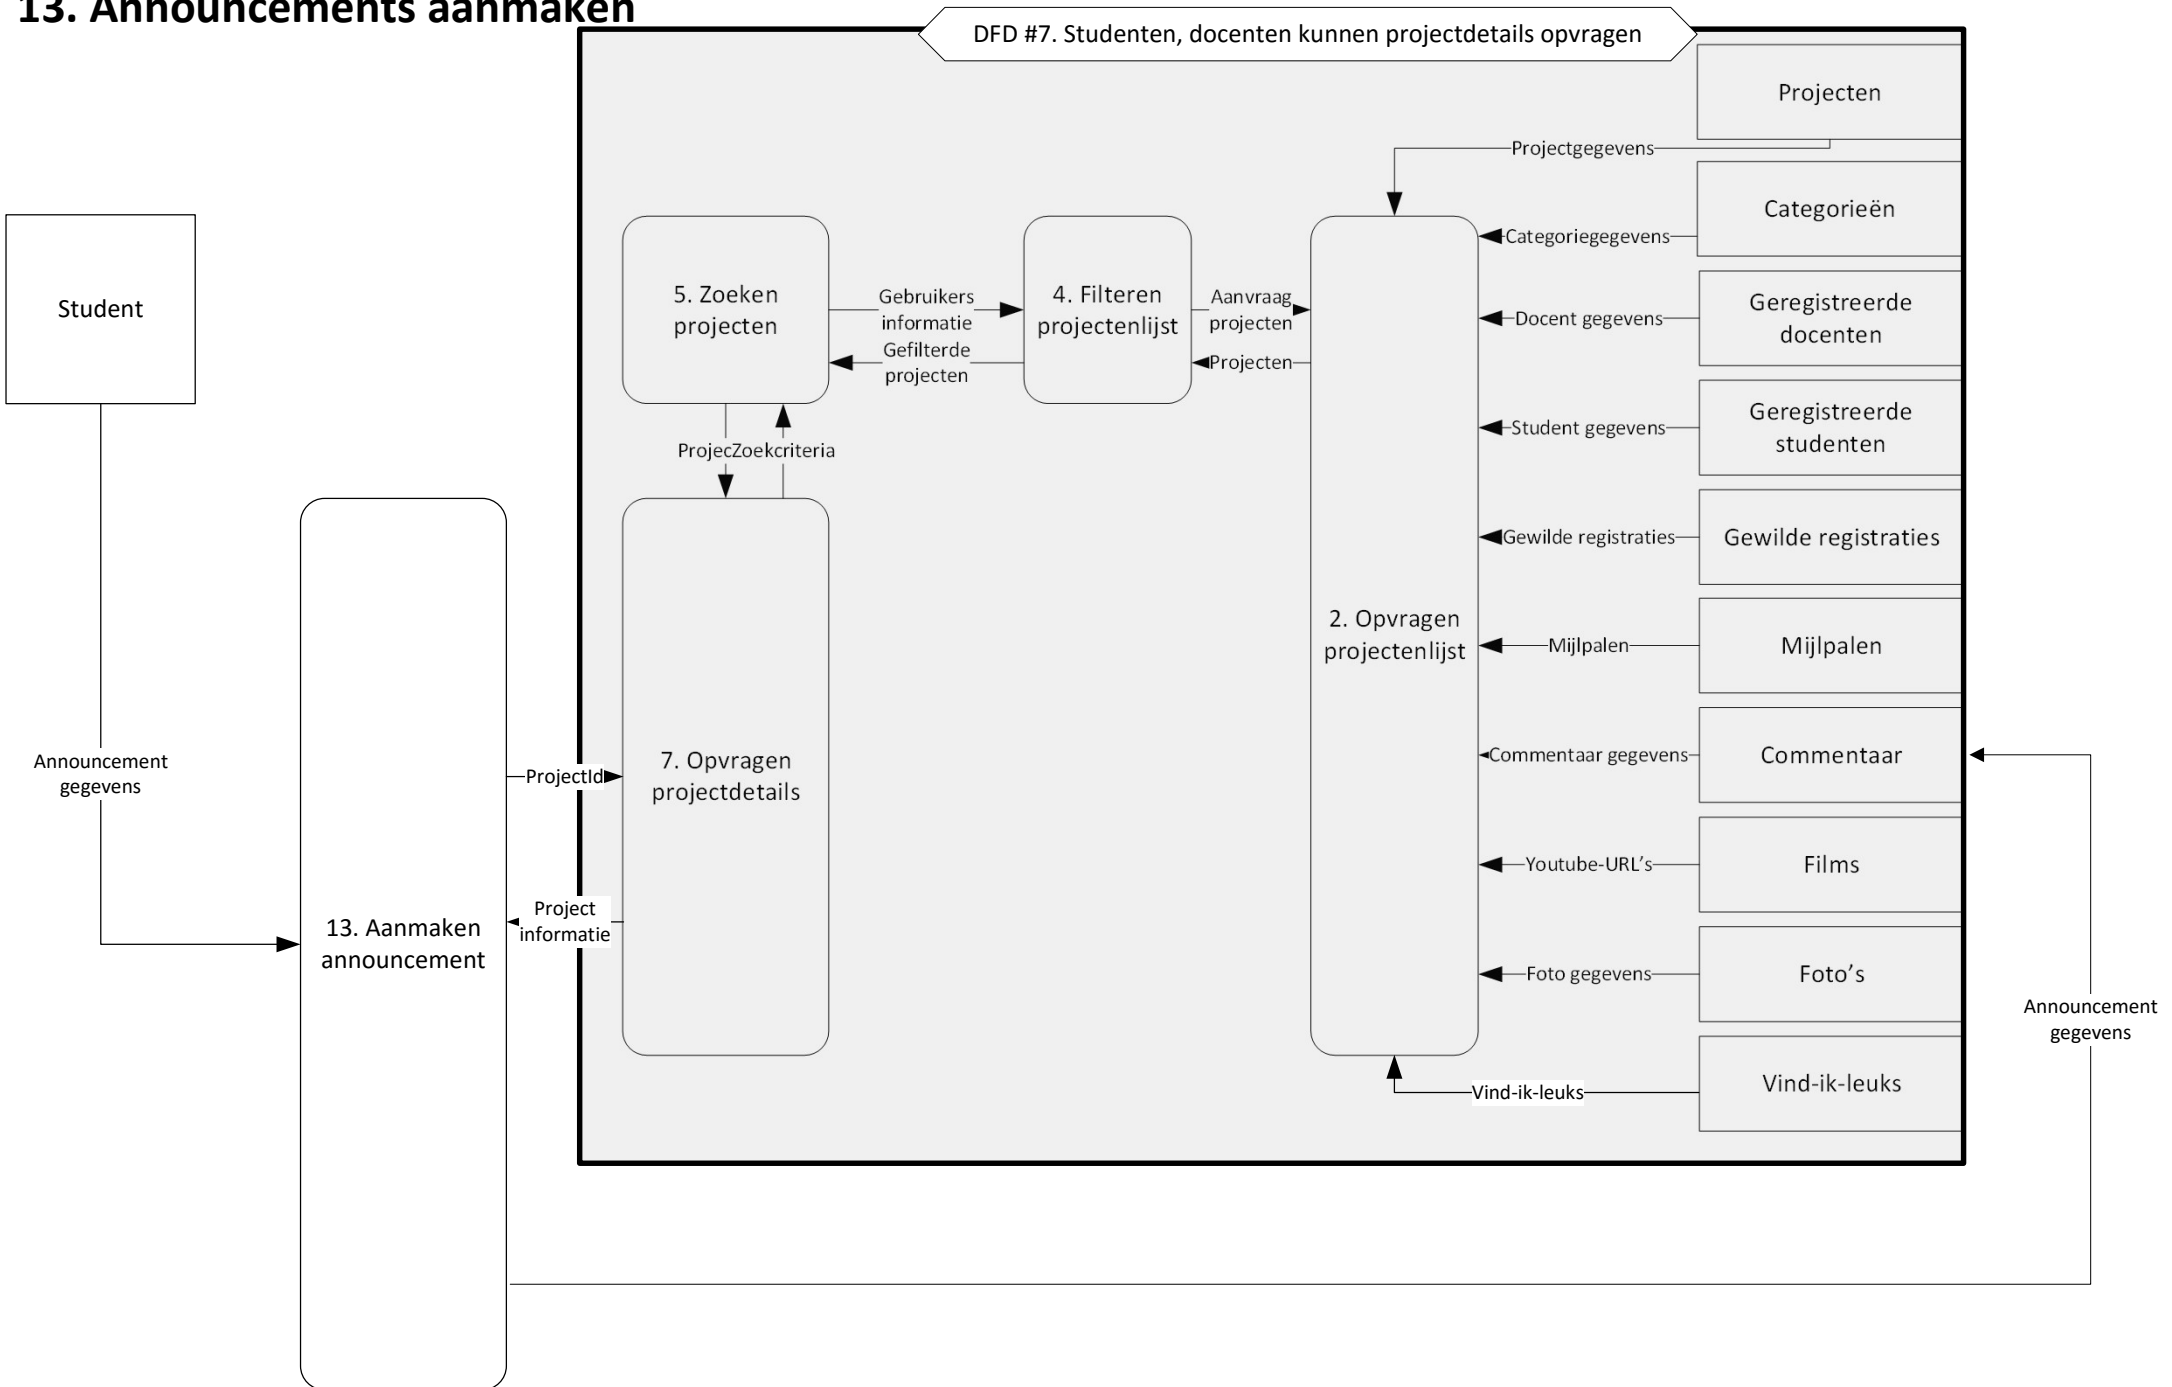 13. Announcements aanmaken
DFD #7. Studenten, docenten kunnen projectdetails opvragen
Projecten
Projectgegevens
Categorieën
Categoriegegevens
Student
5. Zoeken
projecten
Gebruikers
informatie
Gefilterde
projecten
4. Filteren
projectenlijst
Aanvraag
projecten
Projecten
Docent gegevens
Geregistreerde
docenten
Student gegevens
Geregistreerde
studenten
Projec
Zoekcriteria
Gewilde registraties
Gewilde registraties
2. Opvragen
projectenlijst
Mijlpalen
Mijlpalen
Announcement
gegevens
ProjectId
7. Opvragen
projectdetails
Commentaar gegevens
Commentaar
Youtube-URL’s
Films
13. Aanmaken
announcement
Project
informatie
Foto gegevens
Foto’s
Announcement
gegevens
Vind-ik-leuks
Vind-ik-leuks